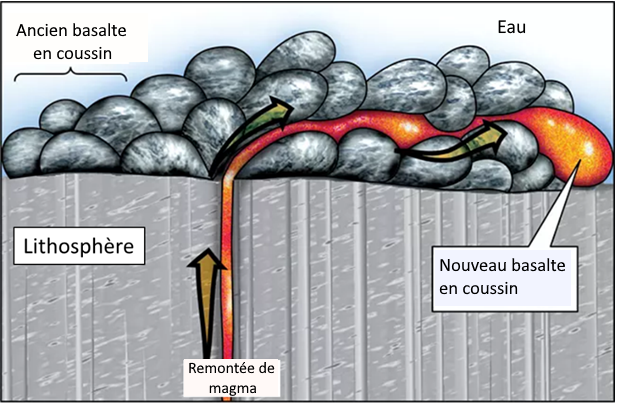 Ancien basalte
en coussin
Eau
Lithosphère
Nouveau basalte
en coussin
Remontée de
magma